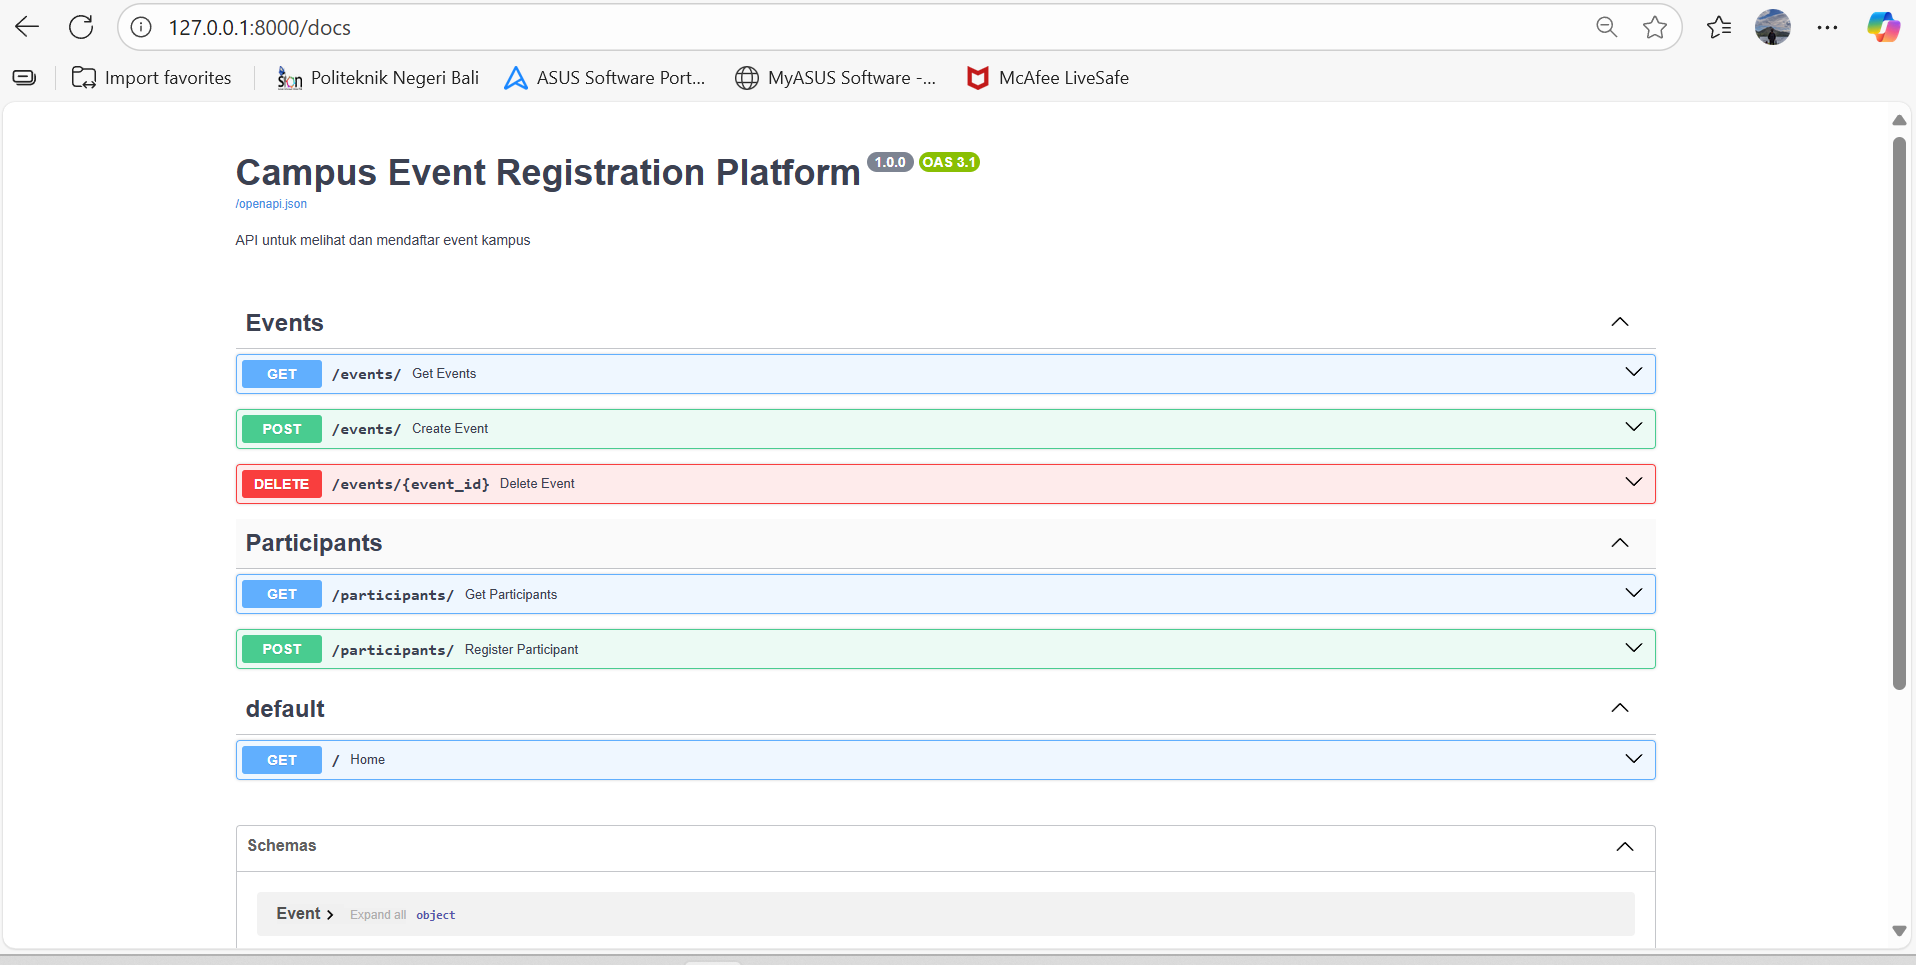 127.0.0.1:8000/docs
Import favorites
Politeknik Negeri Bali
ASUS Software Port...
MyASUS Software -...
McAfee LiveSafe
Campus Event Registration Platform 1.0.0 OAS 3.1
/openapi.json
API untuk melihat dan mendaftar event kampus
Events
GET /events/ Get Events
POST /events/ Create Event
DELETE /events/{event_id} Delete Event
Participants
GET /participants/ Get Participants
POST /participants/ Register Participant
default
GET / Home
Schemas
Event Expand all object